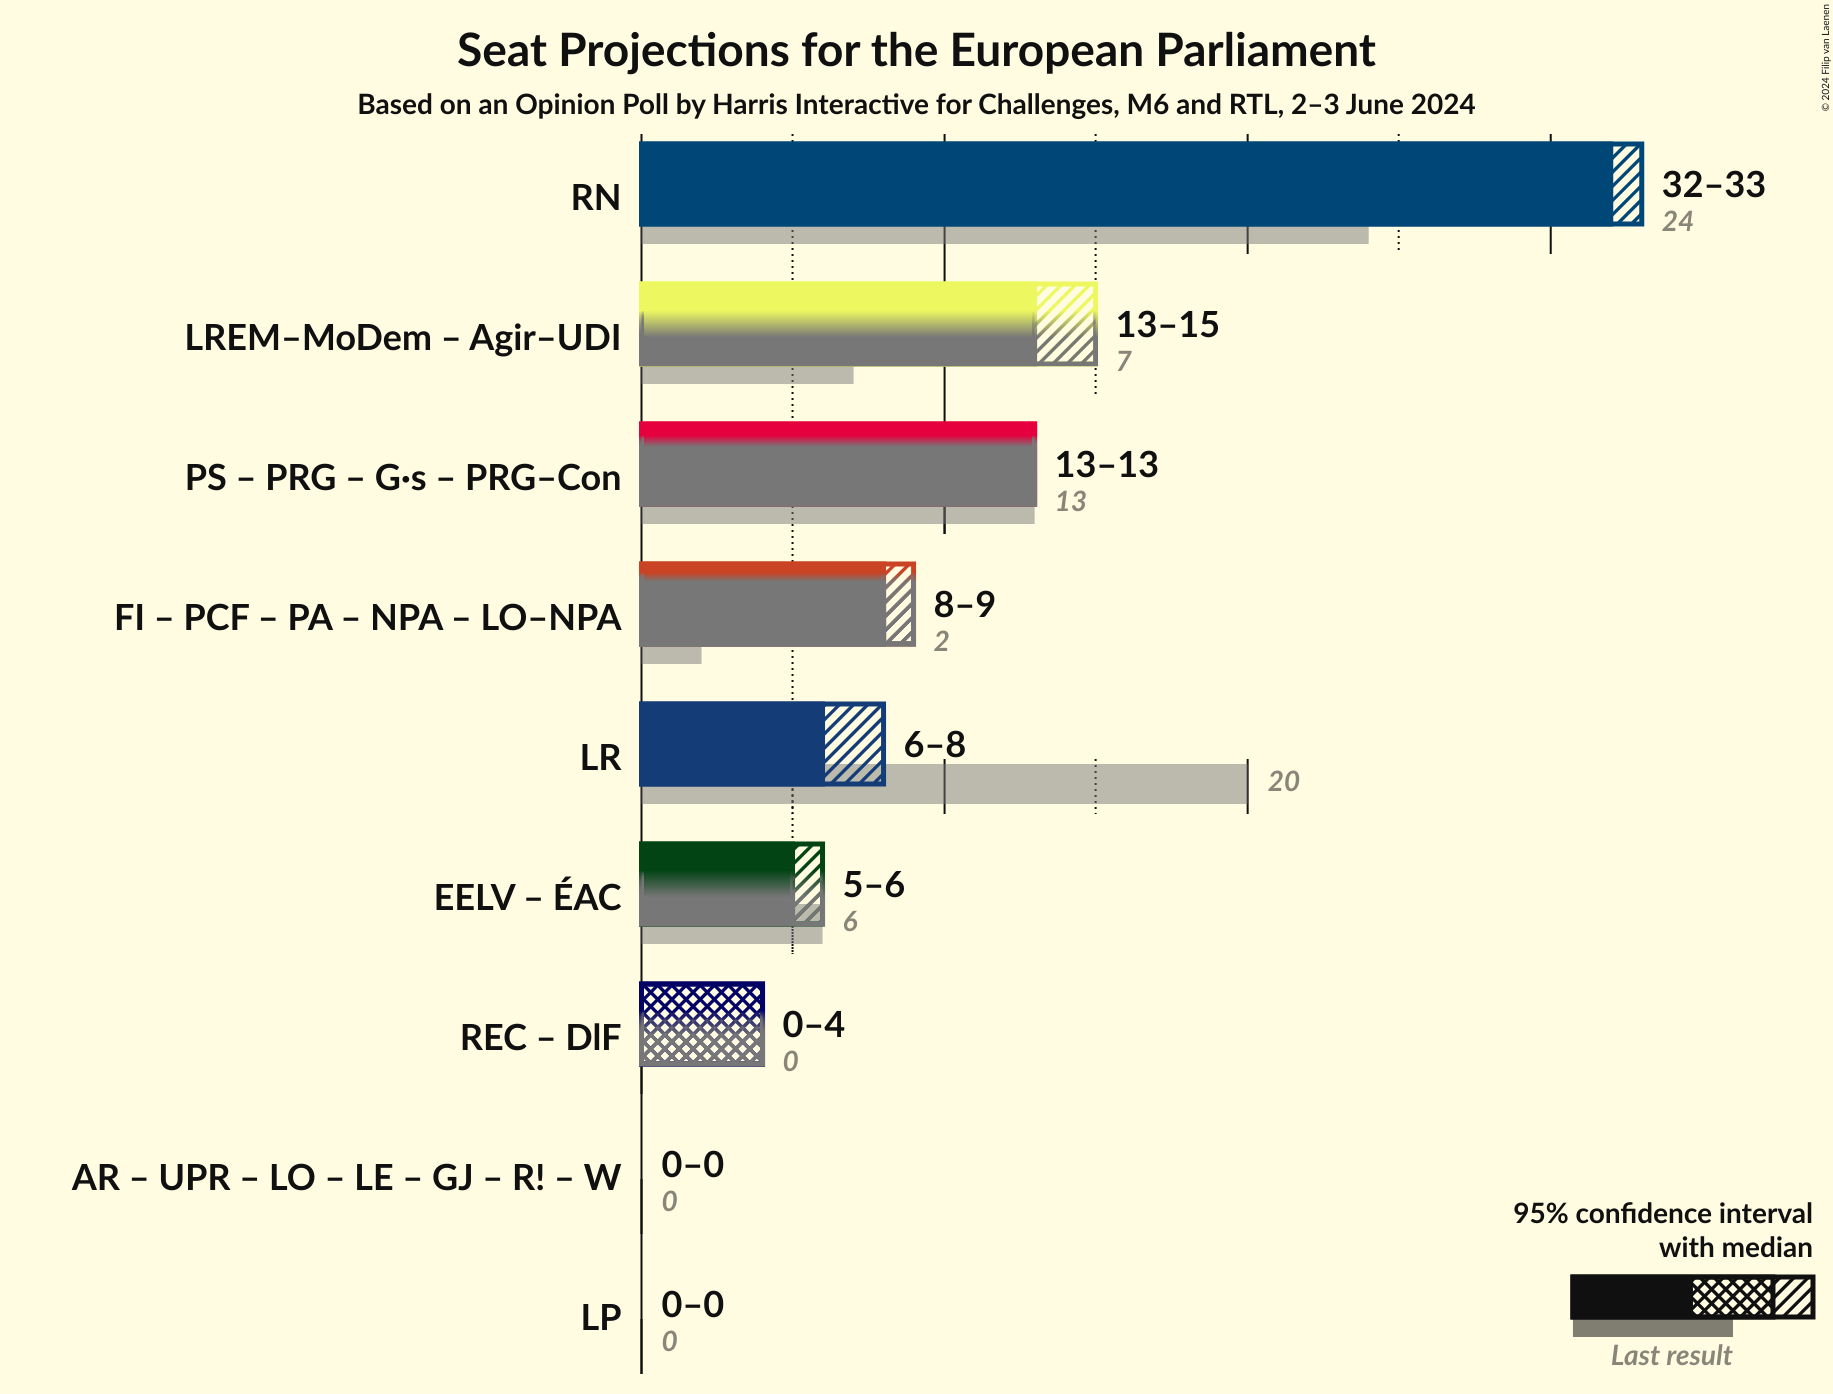 Seat Projections for the European Parliament
Based on an Opinion Poll by Harris Interactive for Challenges, M6 and RTL, 2–3 June 2024
© 2024 Filip van Laenen
RN
32–33
24
LREM–MoDem – Agir–UDI
13–15
7
PS – PRG – G·s – PRG–Con
13–13
13
FI – PCF – PA – NPA – LO–NPA
8–9
2
LR
6–8
20
EELV – ÉAC
5–6
6
REC – DlF
0–4
0
AR – UPR – LO – LE – GJ – R! – W
0–0
0
LP
0–0
0
95% confidence interval
with median
Last result